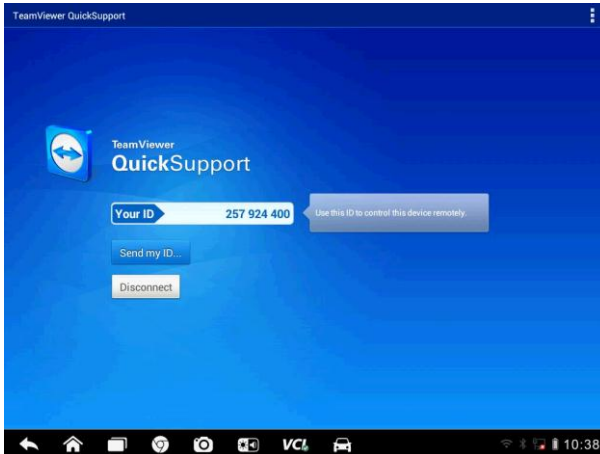 TeamViewer QuickSupport
TeamViewer
QuickSupport
Your ID
257 924 400
Use this ID to control this device remotely.
Send my ID...
Disconnect
VCI
10:38